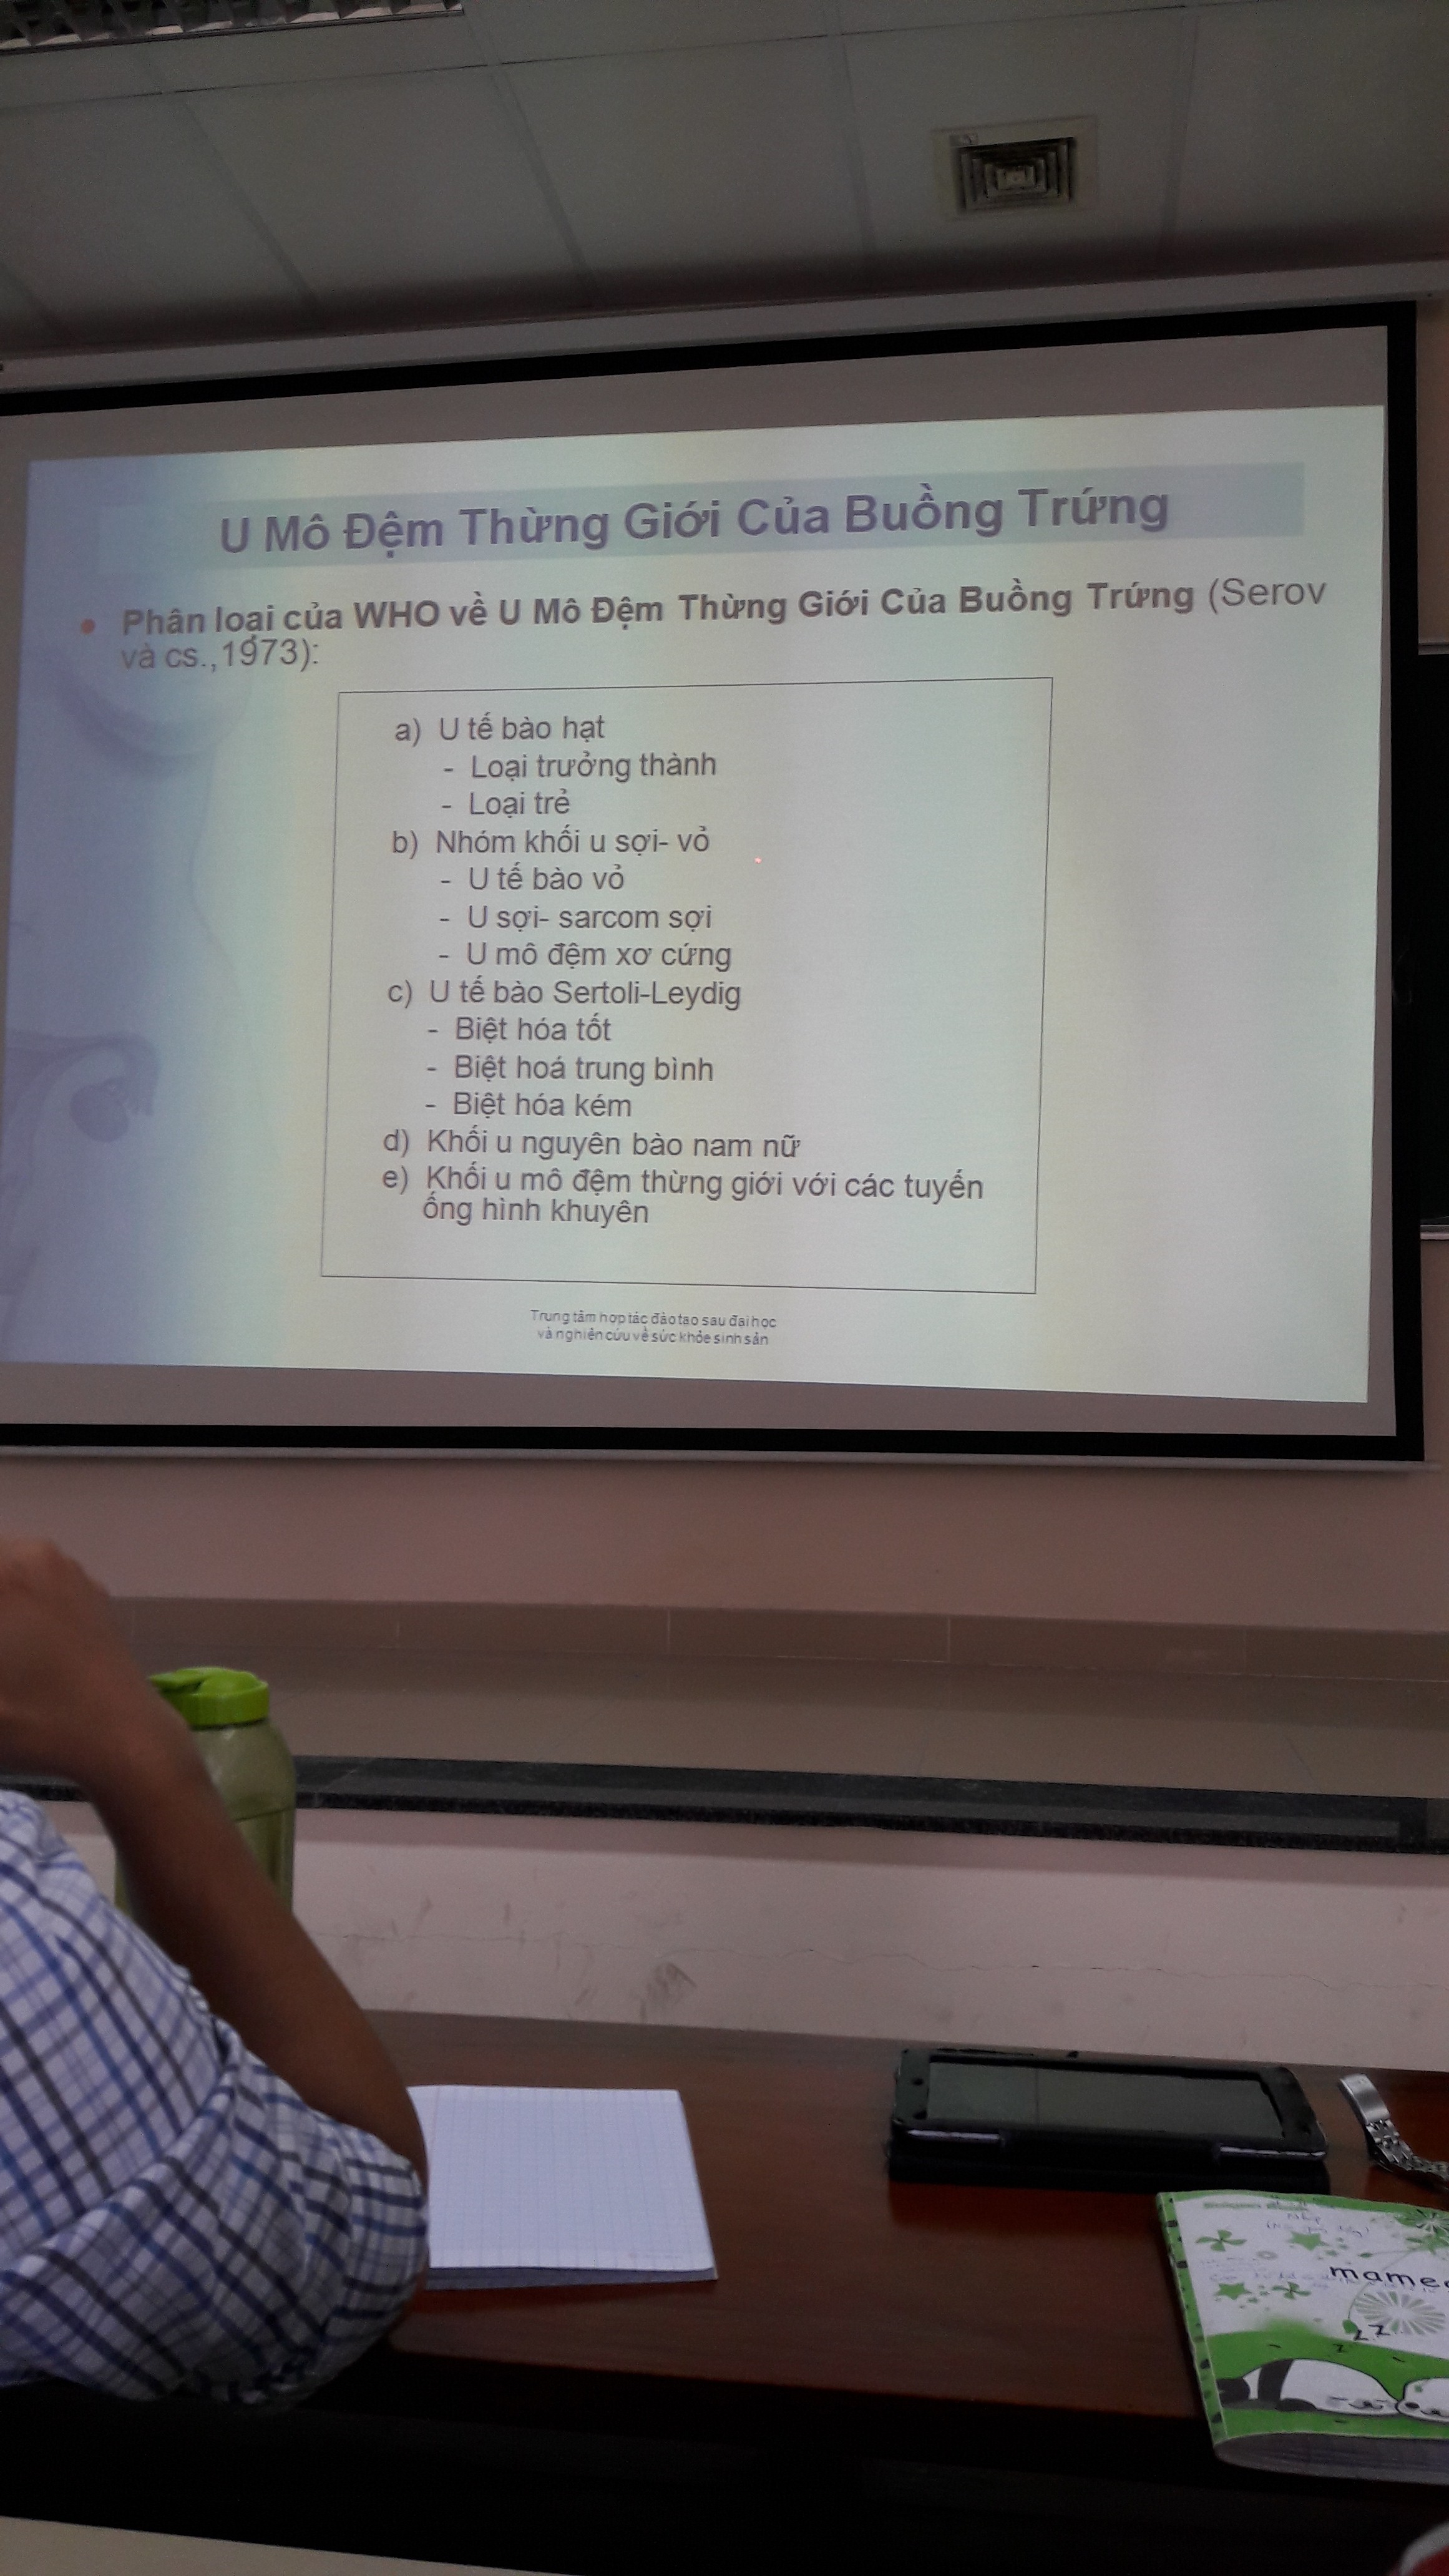 U Mô Đệm Thừng Giới Của Buồng Trứng
• Phân loại của WHO về U Mô Đệm Thừng Giới Của Buồng Trứng (Serov
và cs.,1973):
a) U tế bào hạt
- Loại trưởng thành
- Loại trẻ
b) Nhóm khối u sợi- vỏ
- U tế bào vỏ
- U sợi- sarcom sợi
- U mô đệm xơ cứng
c) U tế bào Sertoli-Leydig
- Biệt hóa tốt
- Biệt hoá trung bình
- Biệt hóa kém
d) Khối u nguyên bào nam nữ
e) Khối u mô đệm thừng giới với các tuyến
ống hình khuyên
Trung tâm hợp tác đào tạo sau đại học
và nghiên cứu về sức khỏe sinh sản
zz
z